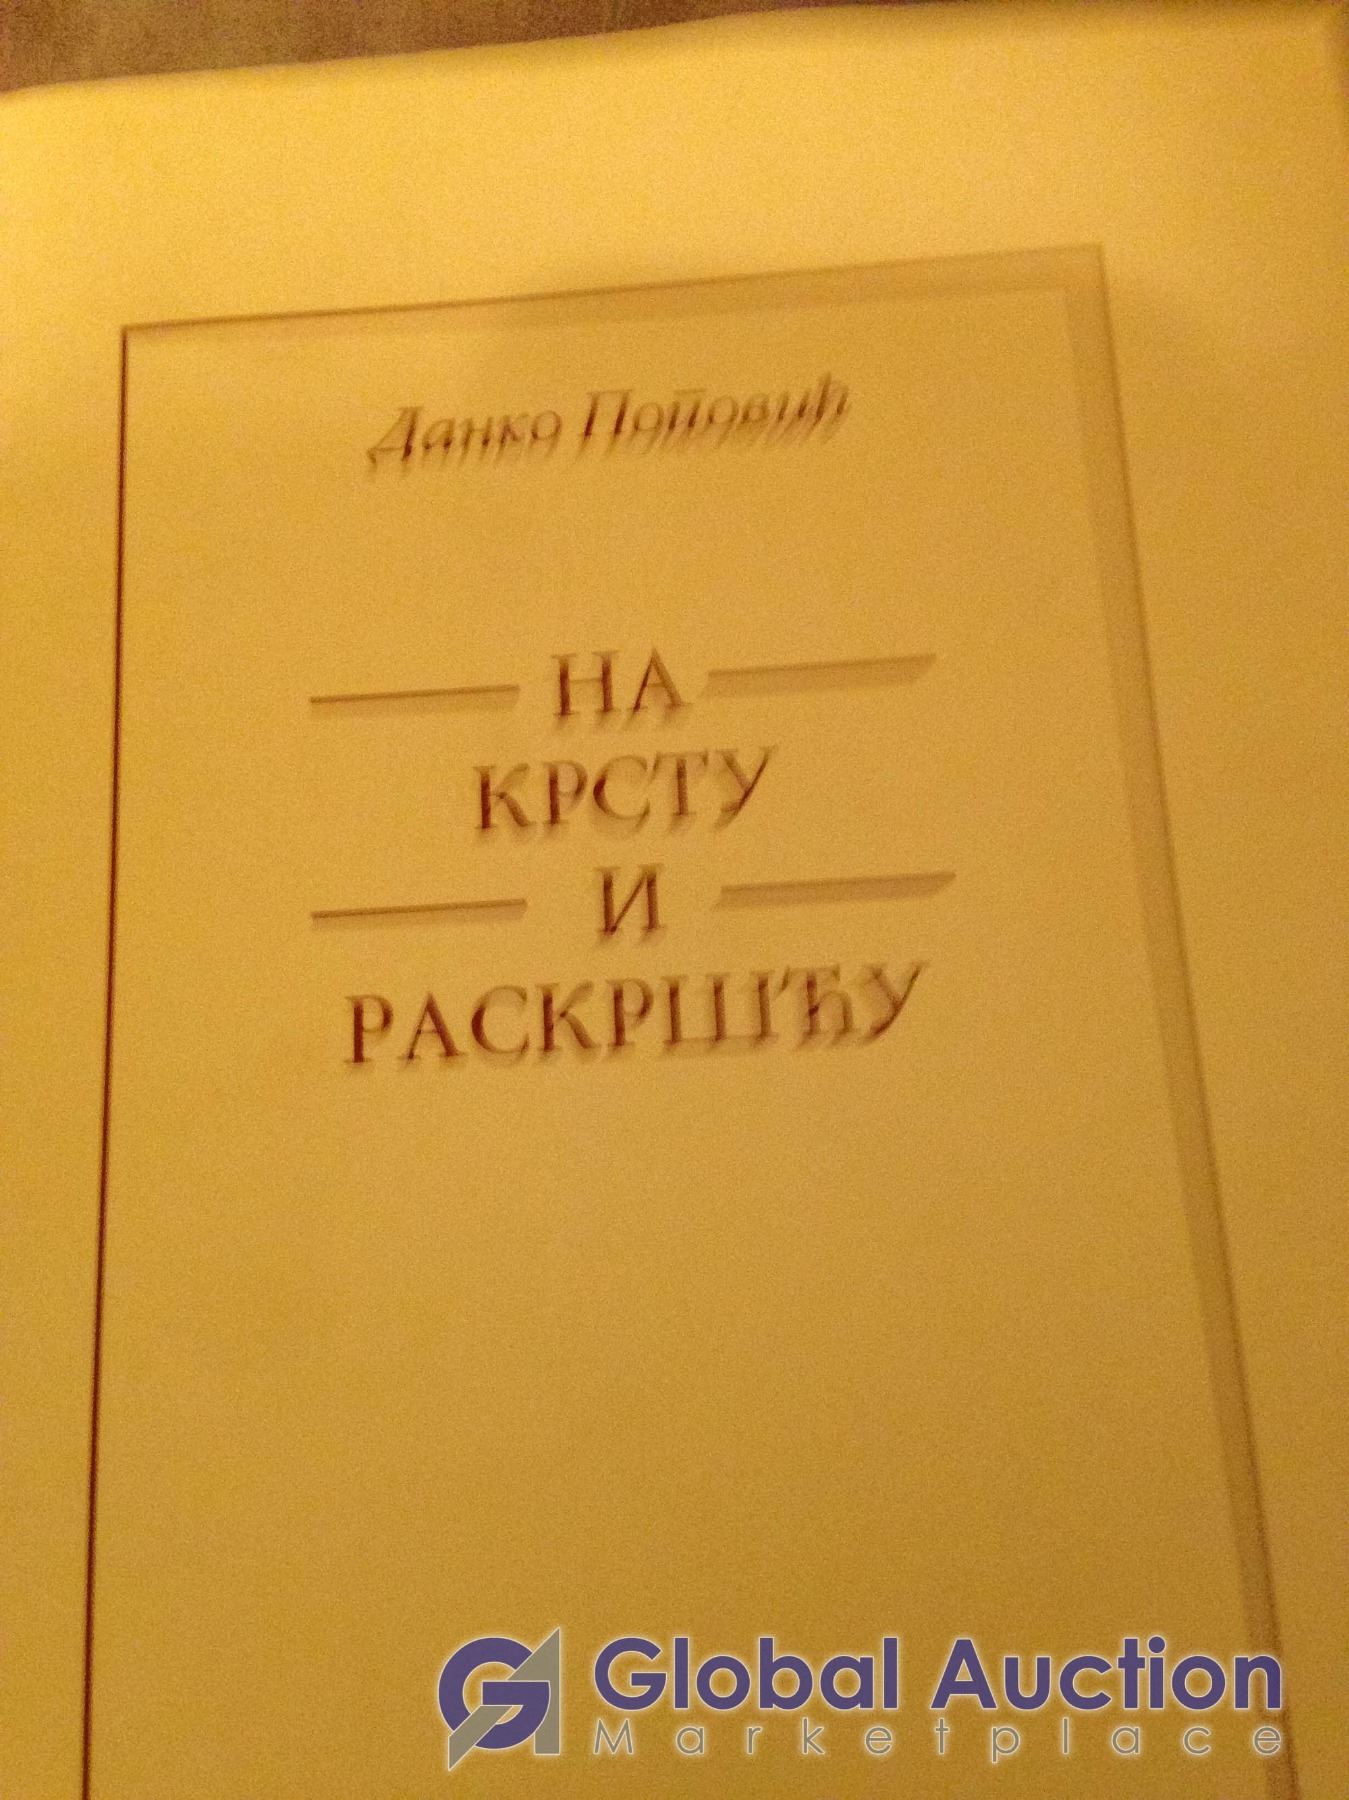 Данко Поповић
НА
КРСТУ
И
РАСКРШЋУ
Global Auction
Marketplace